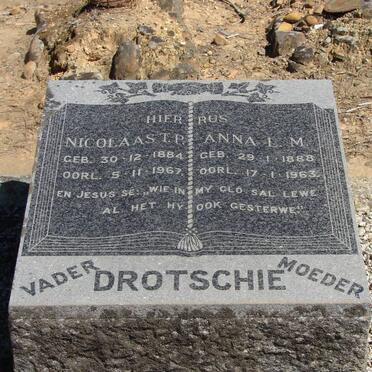 HIER RUS
NICOLAAS T.P. ANNA L. M.
GEB. 30-12-1884 GEB. 29-1-1888
OORL. 5-11-1967. OORL. 17-1-1963.
EN JESUS SÊ: „WIE IN MY GLO, SAL LEWE
AL HET HY OOK GESTERWE."
VADER DROTSCHIE MOEDER